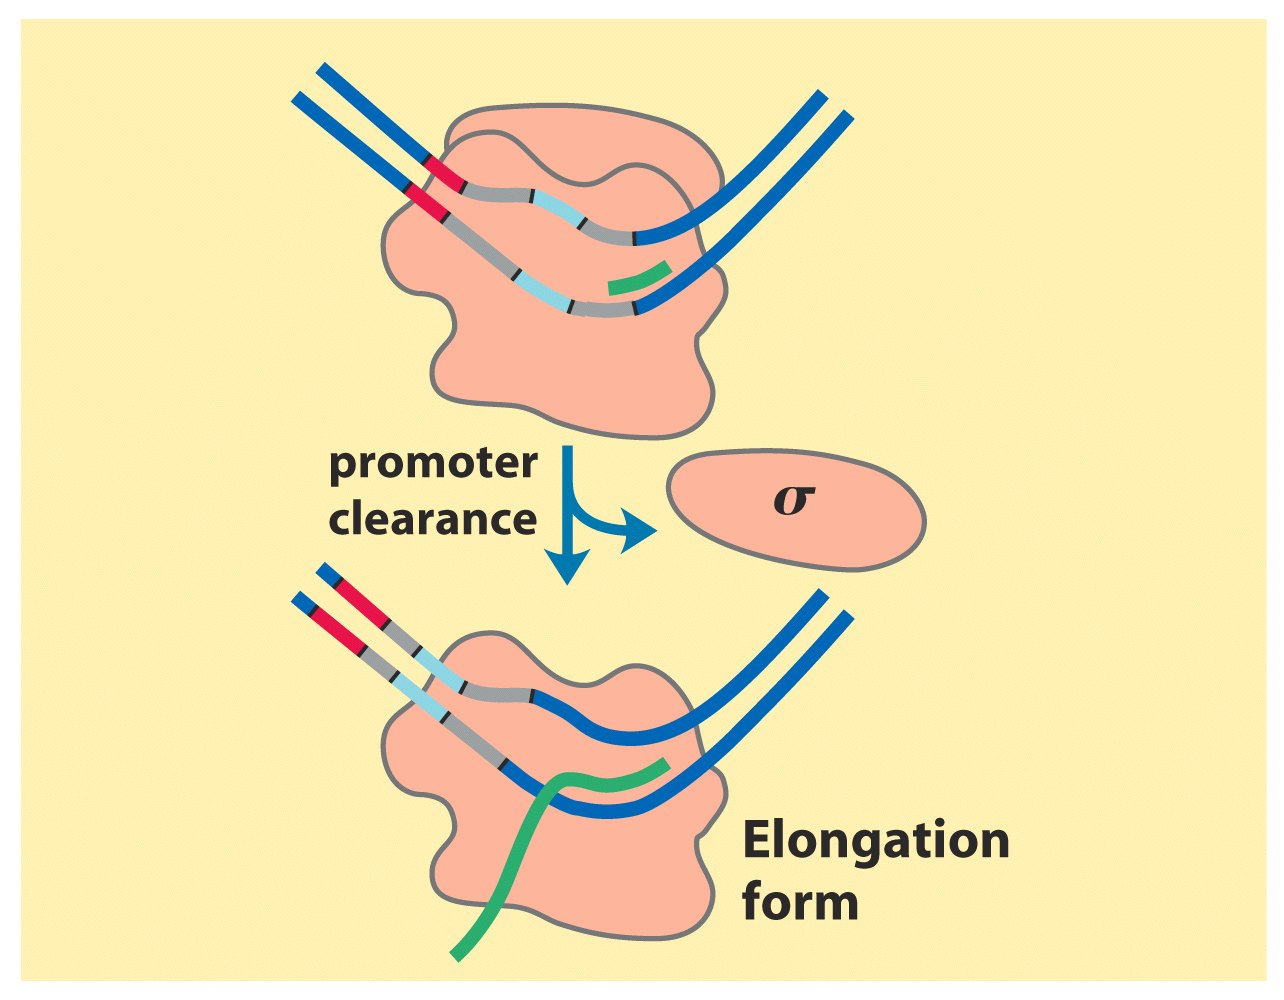 promoter
clearance
σ
Elongation
form